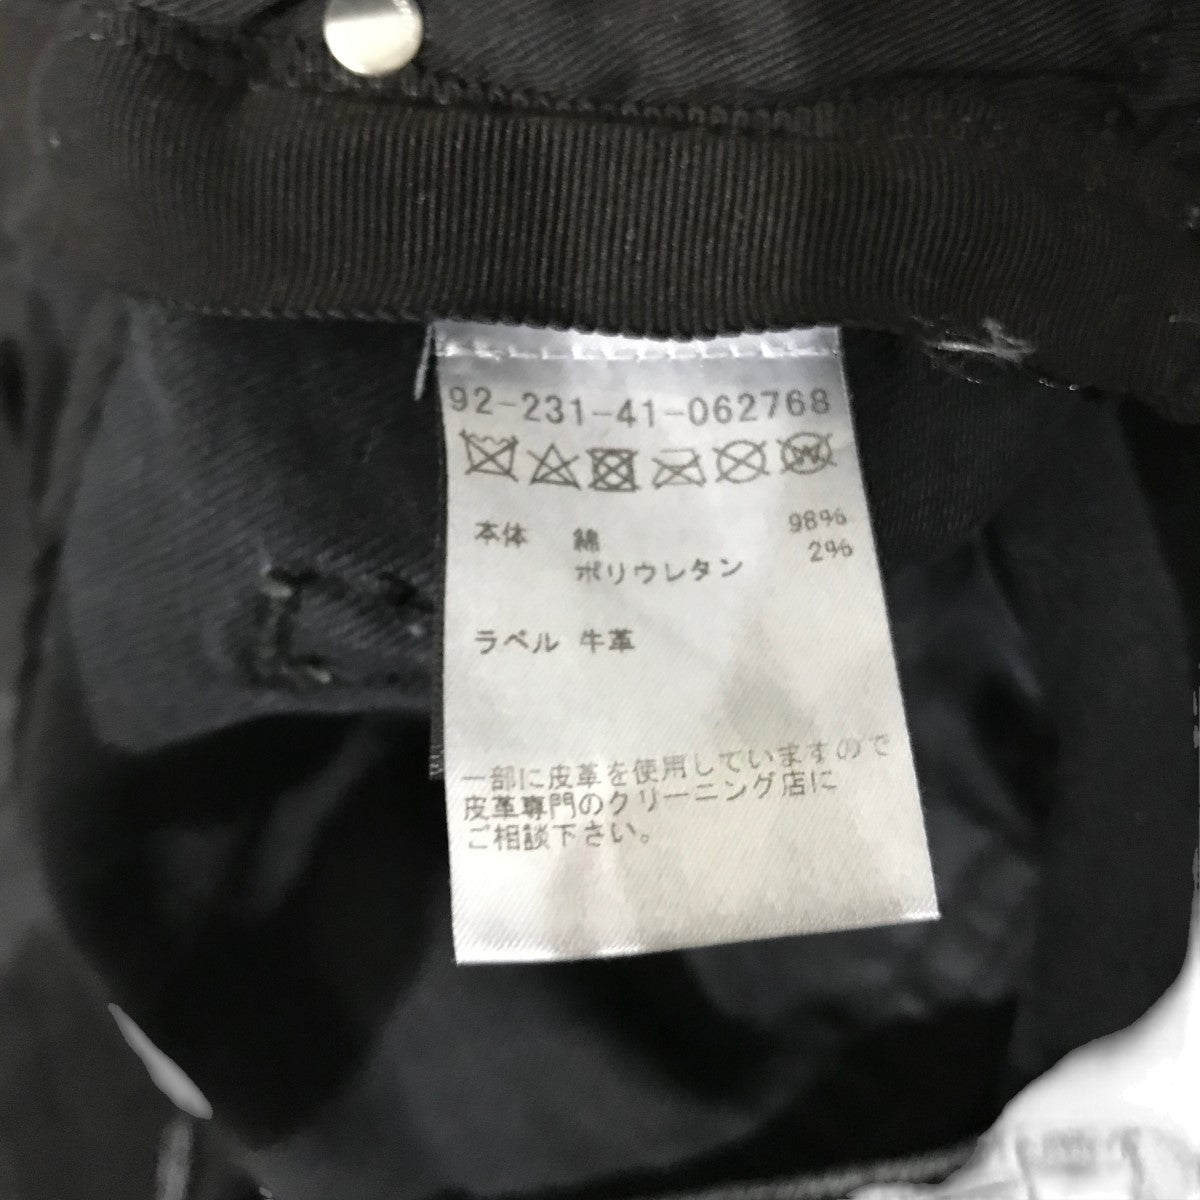 92-231-41-062768
本体 綿 98%
ポリウレタン 2%
ラベル 牛革
一部に皮革を使用していますので
皮革専門のクリーニング店に
ご相談下さい。